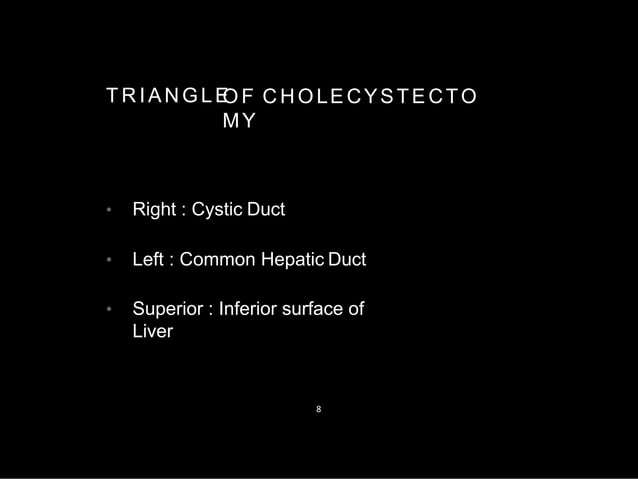 TRIANGLE OF CHOLECYSTECTO
MY
• Right : Cystic Duct
• Left : Common Hepatic Duct
• Superior : Inferior surface of
Liver
8